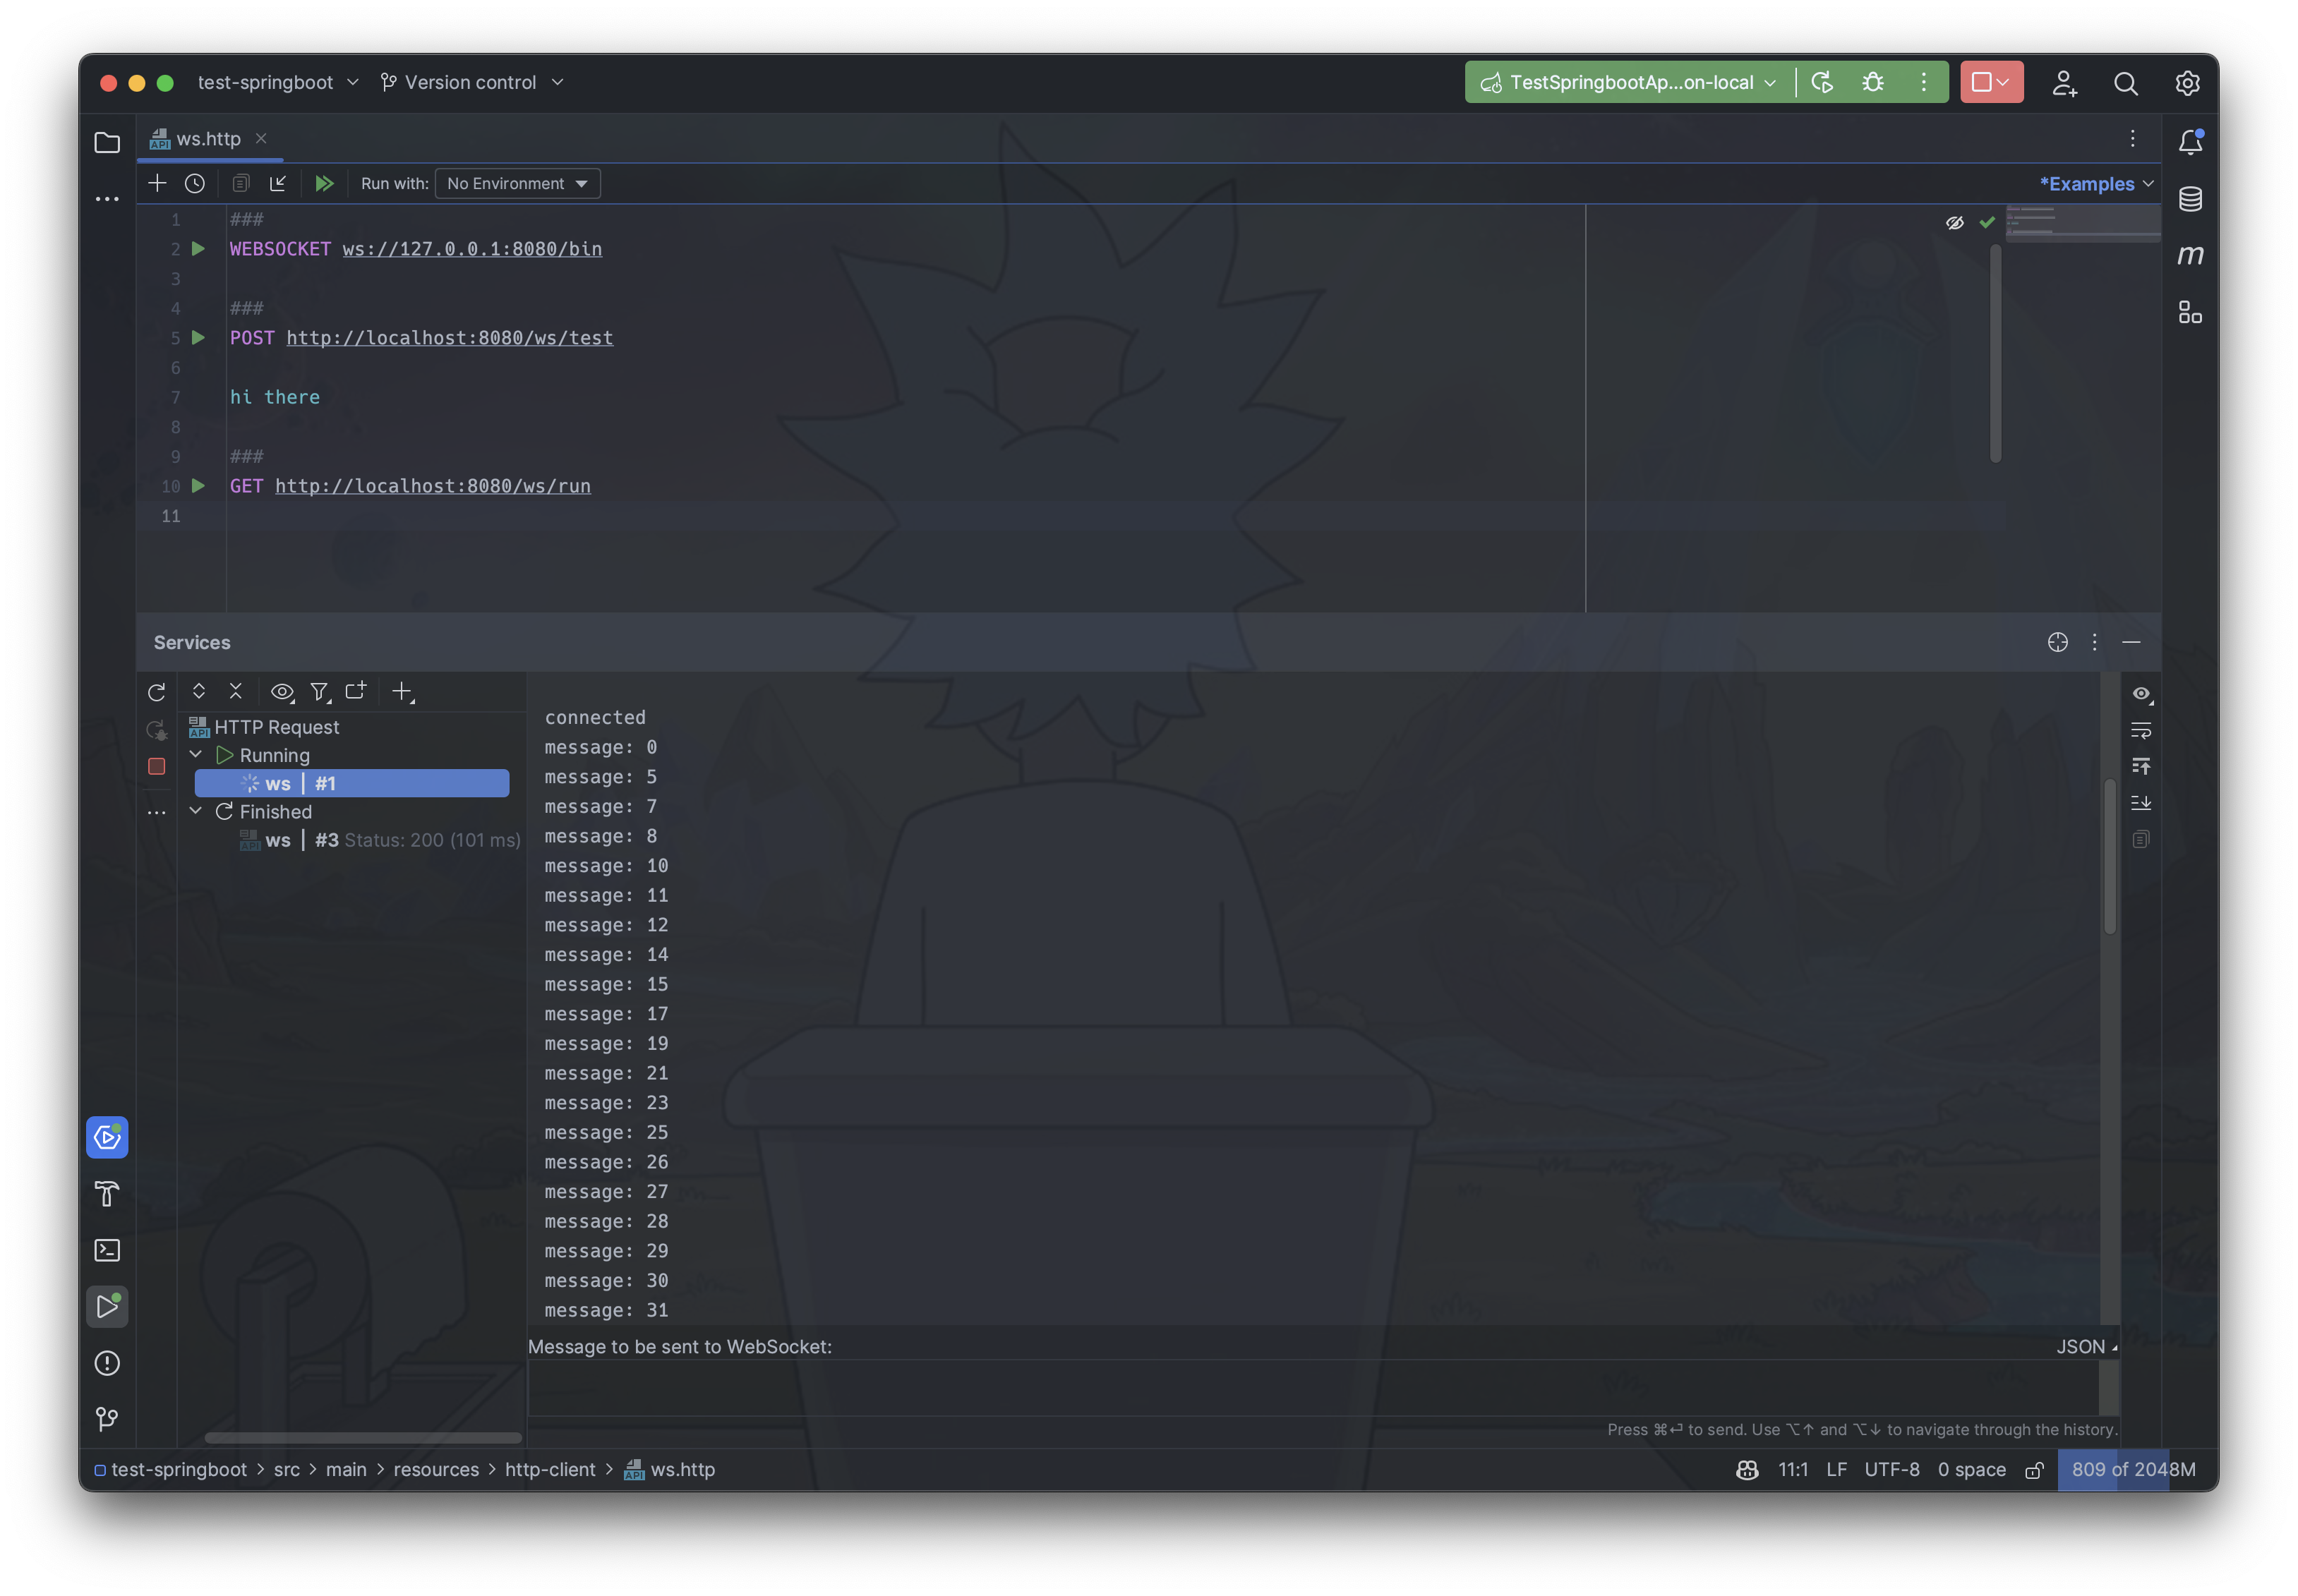 test-springboot Version control TestSpringbootAp...on-local
ws.http
Run with: No Environment *Examples
1 ###
2 WEBSOCKET ws://127.0.0.1:8080/bin
3
4 ###
5 POST http://localhost:8080/ws/test
6
7 hi there
8
9 ###
10 GET http://localhost:8080/ws/run
11
m
Services
API HTTP Request
Running
ws | #1
Finished
API ws | #3 Status: 200 (101 ms)
connected
message: 0
message: 5
message: 7
message: 8
message: 10
message: 11
message: 12
message: 14
message: 15
message: 17
message: 19
message: 21
message: 23
message: 25
message: 26
message: 27
message: 28
message: 29
message: 30
message: 31
Message to be sent to WebSocket: JSON
Press ⌘⏎ to send. Use ⌥↑ and ⌥↓ to navigate through the history.
test-springboot > src > main > resources > http-client > API ws.http 11:1 LF UTF-8 0 space 809 of 2048M